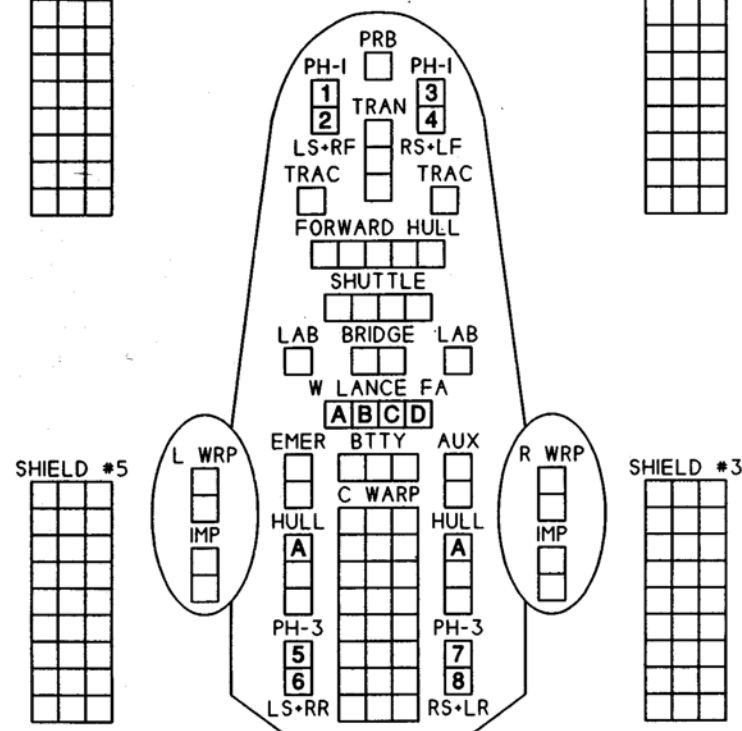 PRB
PH-1 PH-1
1 3
2 TRAN 4
LS+RF RS+LF
TRAC TRAC
FORWARD HULL
SHUTTLE
LAB BRIDGE LAB
W LANCE FA
A B C D
EMER BTTY AUX
L WRP R WRP
SHIELD #5 SHIELD #3
C WARP
HULL HULL
IMP IMP
A A
PH-3 PH-3
5 7
6 8
LS+RR RS+LR